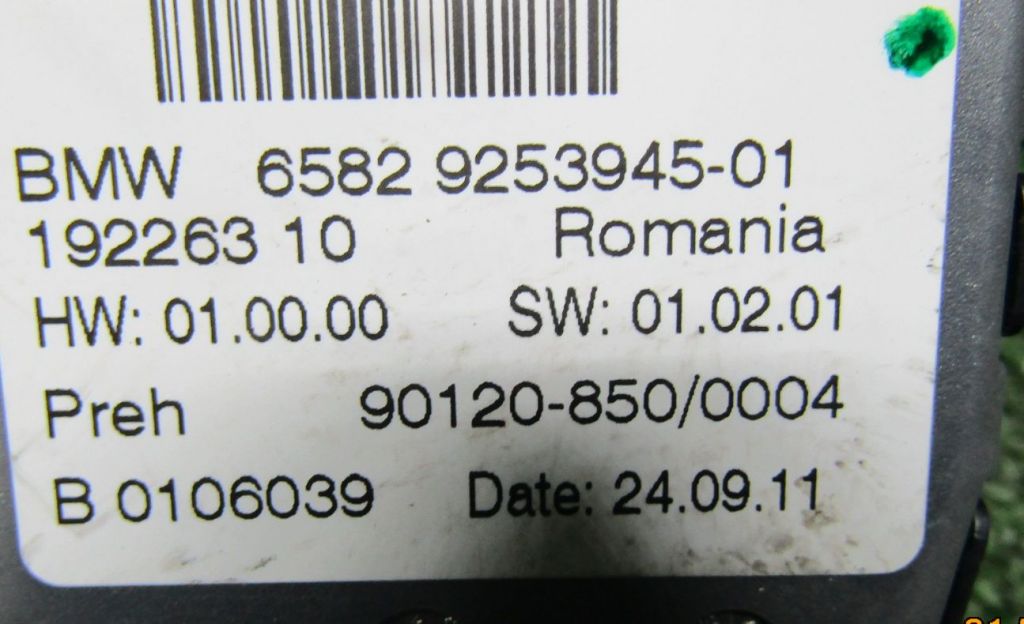 BMW 6582 9253945-01
192263 10 Romania
HW: 01.00.00 SW: 01.02.01
Preh 90120-850/0004
B 0106039 Date: 24.09.11